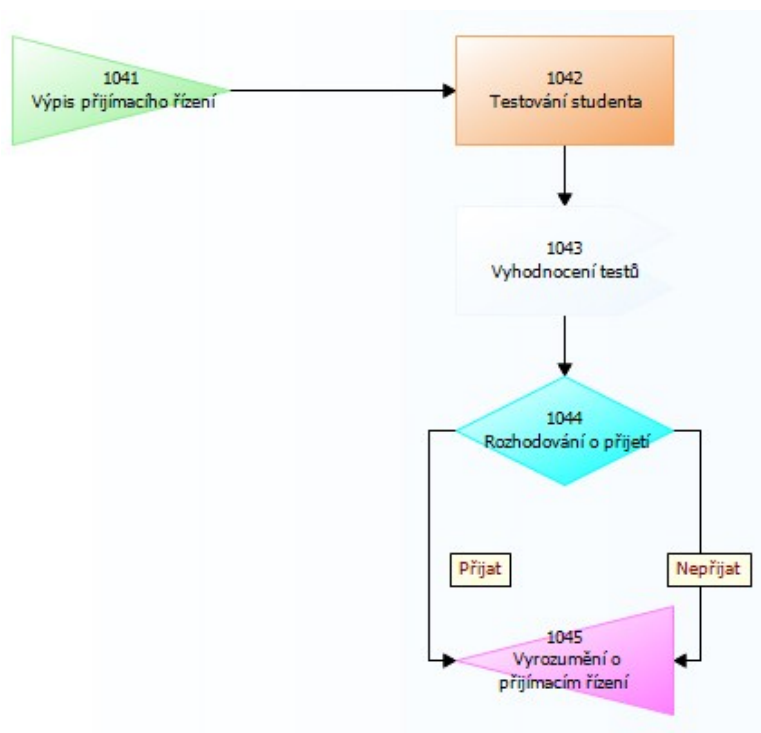 1041
Výpis přijímacího řízení
1042
Testování studenta
1043
Vyhodnocení testů
1044
Rozhodování o přijetí
Přijat
Nepřijat
1045
Vyrozumění o
přijímacím řízení